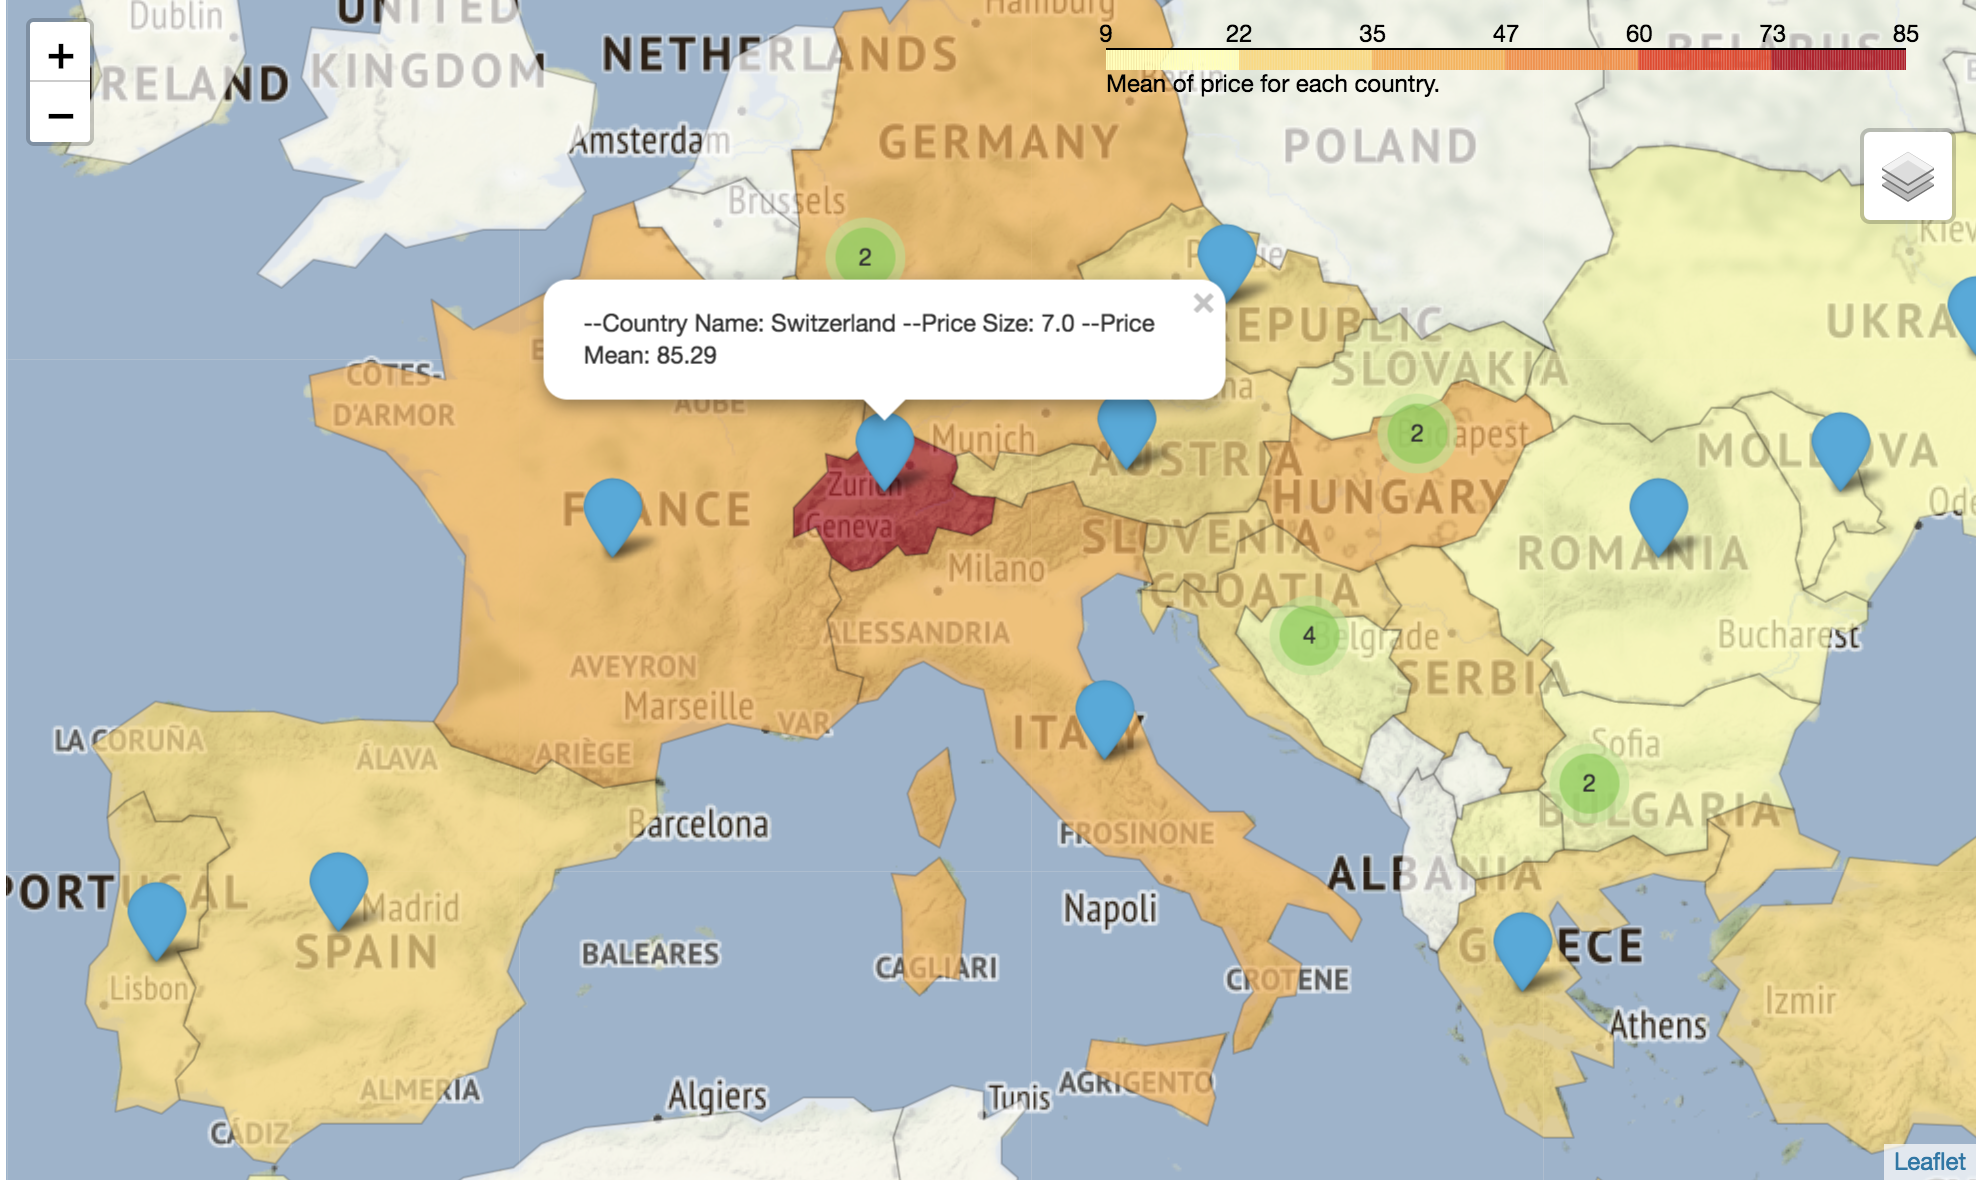 Dublin
UNITED
KINGDOM
IRELAND
NETHERLANDS
Hamburg
9 22 35 47 60 73 85
Mean of price for each country.
BELARUS
Berlin
+
−
Amsterdam
GERMANY
POLAND
Brussels
Kiev
2
--Country Name: Switzerland --Price Size: 7.0 --Price
Mean: 85.29
×
REPUBLIC
UKRA
CÔTES-
D'ARMOR
AUBE
SLOVAKIA
Munich
AUSTRIA
2
Budapest
MOLDOVA
Zurich
Geneva
FRANCE
HUNGARY
SLOVENIA
ROMANIA
Milano
CROATIA
ALESSANDRIA
4
Belgrade
Bucharest
AVEYRON
SERBIA
Marseille
VAR
ITALY
LA CORUÑA
ÁLAVA
ARIÈGE
Sofia
2
BULGARIA
Barcelona
FROSINONE
PORTUGAL
Madrid
SPAIN
Napoli
ALBANIA
BALEARES
CAGLIARI
CROTENE
GREECE
Lisbon
Izmir
Athens
ALMERÍA
Algiers
Tunis
AGRIGENTO
CÁDIZ
Leaflet